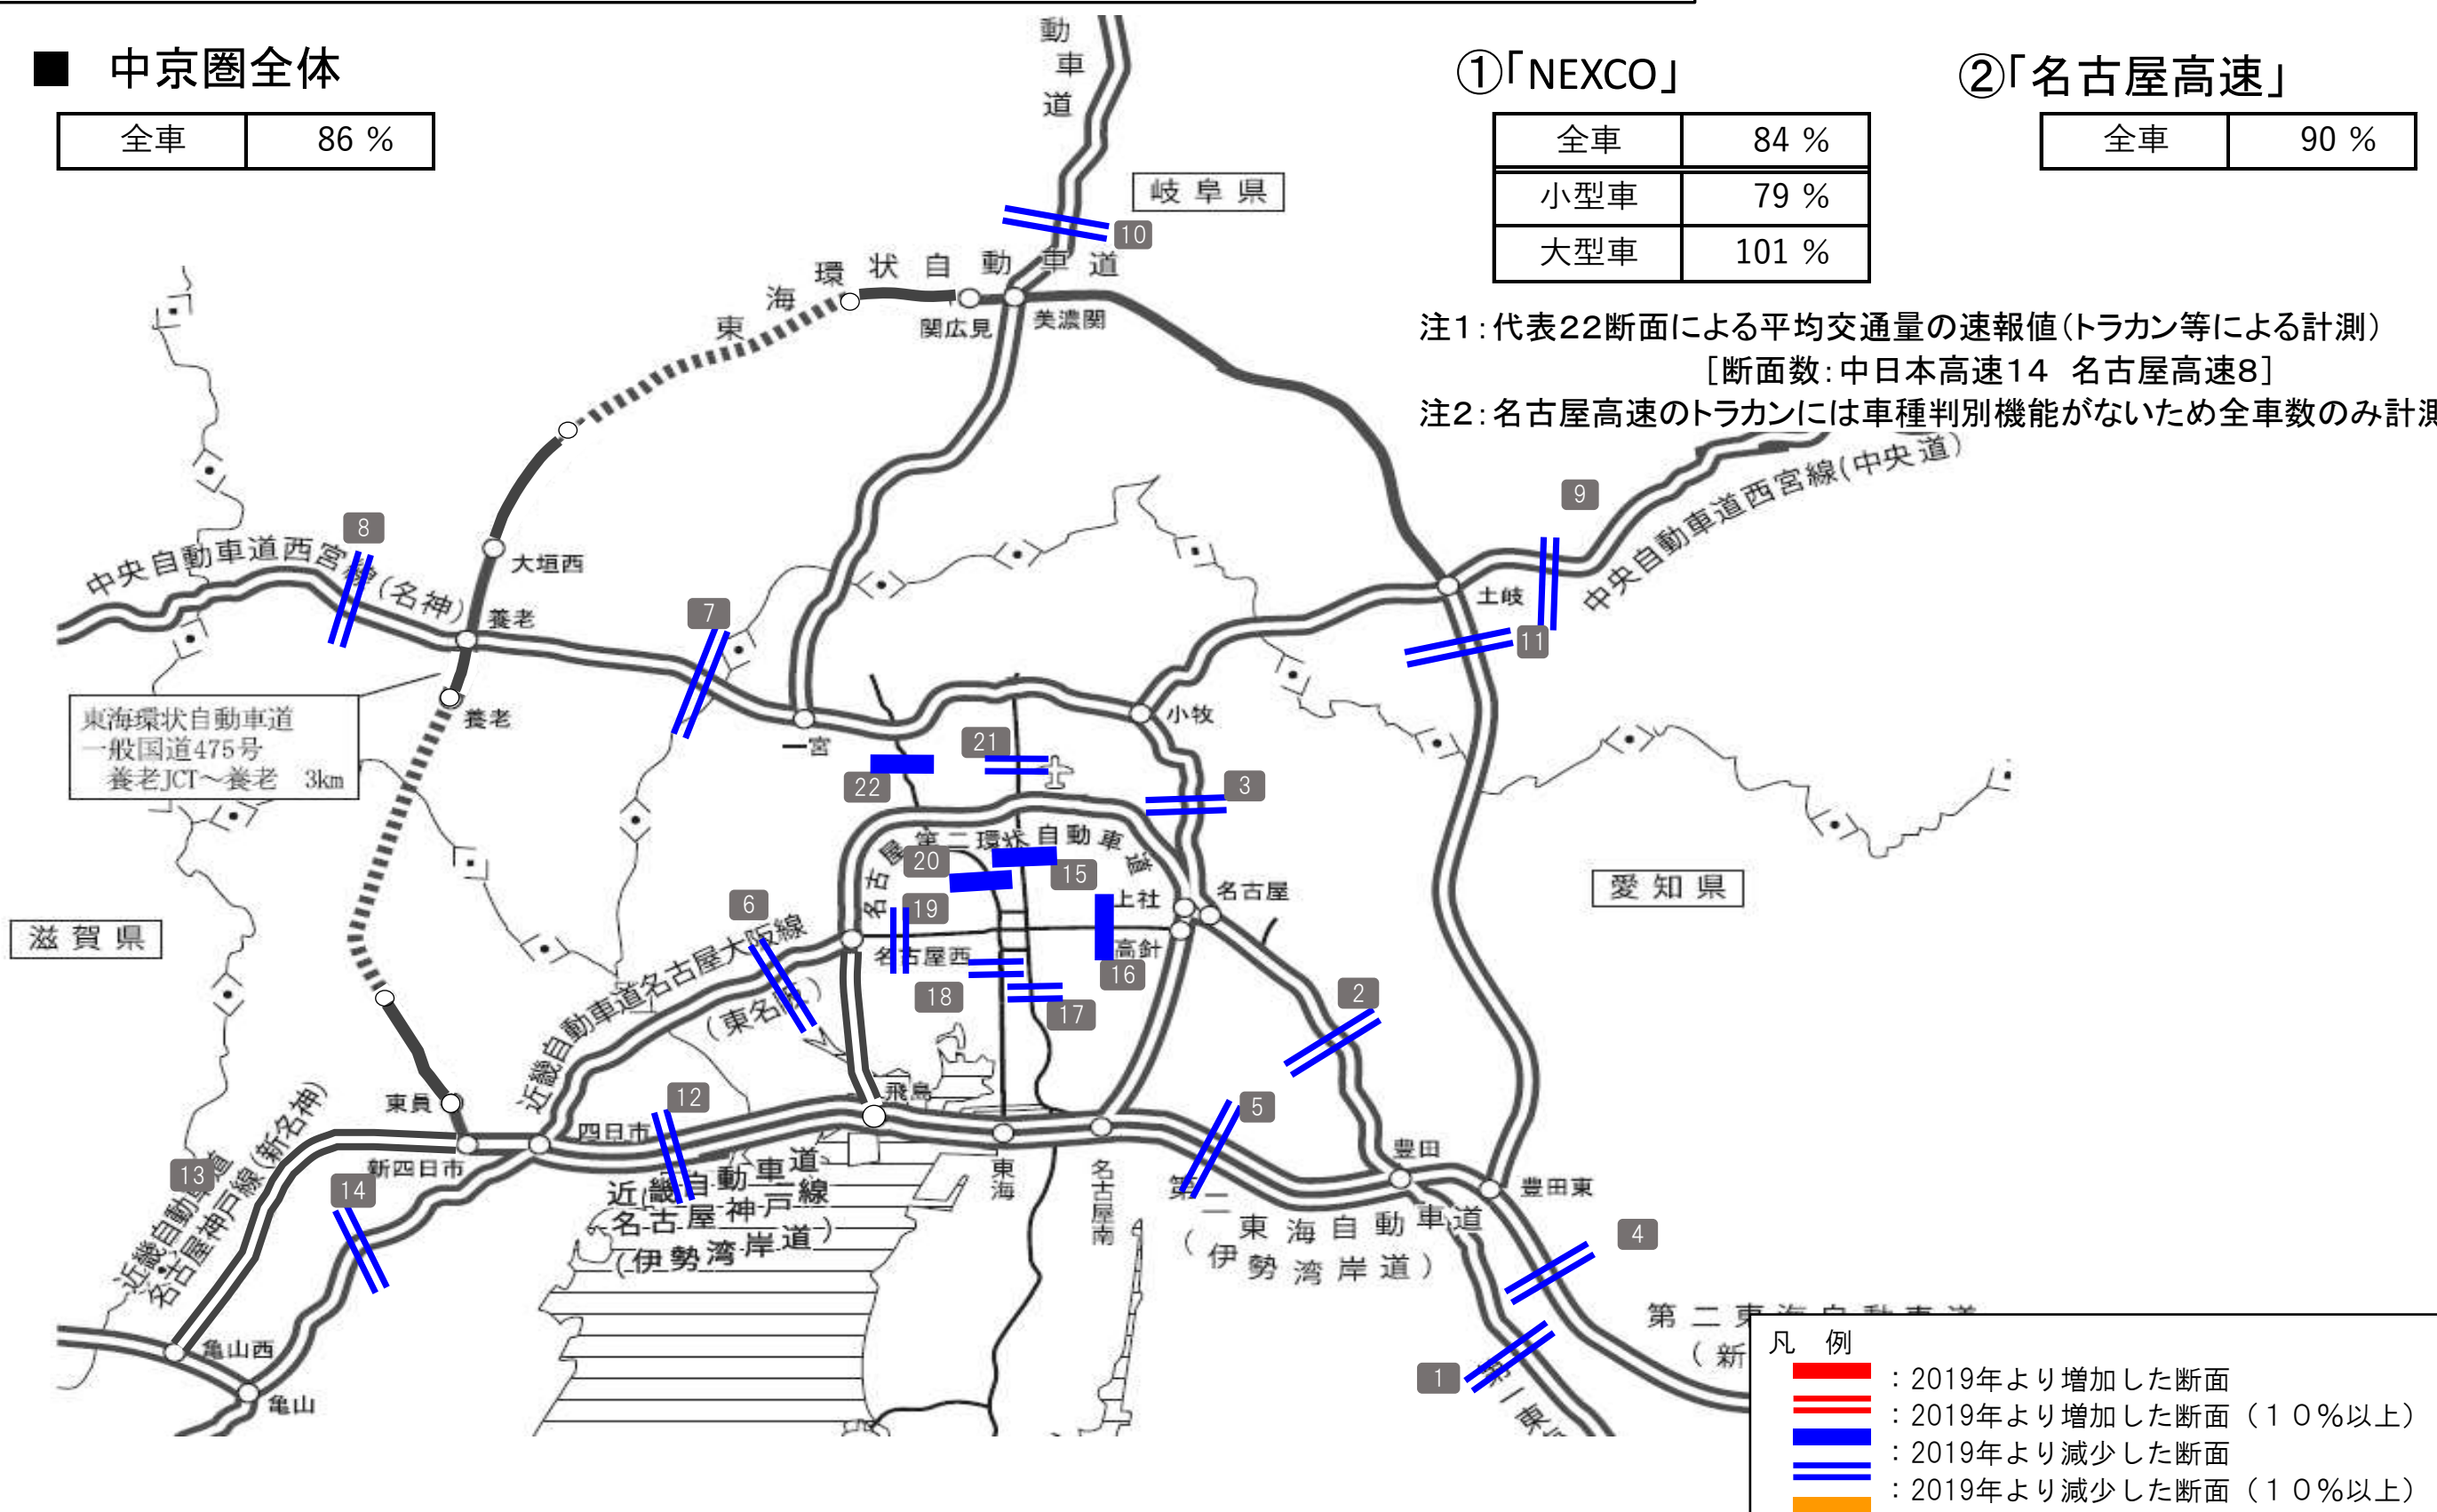 ■ 中京圏全体
全車 86 %
①「NEXCO」
全車 84 %
小型車 79 %
大型車 101 %
②「名古屋高速」
全車 90 %
注１：代表２２断面による平均交通量の速報値（トラカン等による計測）
［断面数：中日本高速１４ 名古屋高速８］
注２：名古屋高速のトラカンには車種判別機能がないため全車数のみ計測
動車道
岐阜県
10
東海環状自動車道
関広見
美濃関
9
中央自動車道西宮線(中央道)
8
中央自動車道西宮線(名神)
大垣西
養老
7
土岐
11
養老
東海環状自動車道
一般国道475号
養老JCT～養老 3km
一宮
小牧
21
22
3
名古屋第二環状自動車道
20
15
上社
名古屋
愛知県
滋賀県
6
19
名古屋西
高針
16
近畿自動車道名古屋大阪線
(東名阪)
18
17
2
東員
12
飛島
5
四日市
新四日市
13
14
近畿自動車道
名古屋神戸線(新名神)
近畿自動車道
名古屋神戸線
(伊勢湾岸道)
東海
名古屋南
豊田
豊田東
第二東海自動車道
(伊勢湾岸道)
4
亀山西
亀山
1
第一東
第二東海自動車道
(新
凡 例
：2019年より増加した断面
：2019年より増加した断面（１０％以上）
：2019年より減少した断面
：2019年より減少した断面（１０％以上）